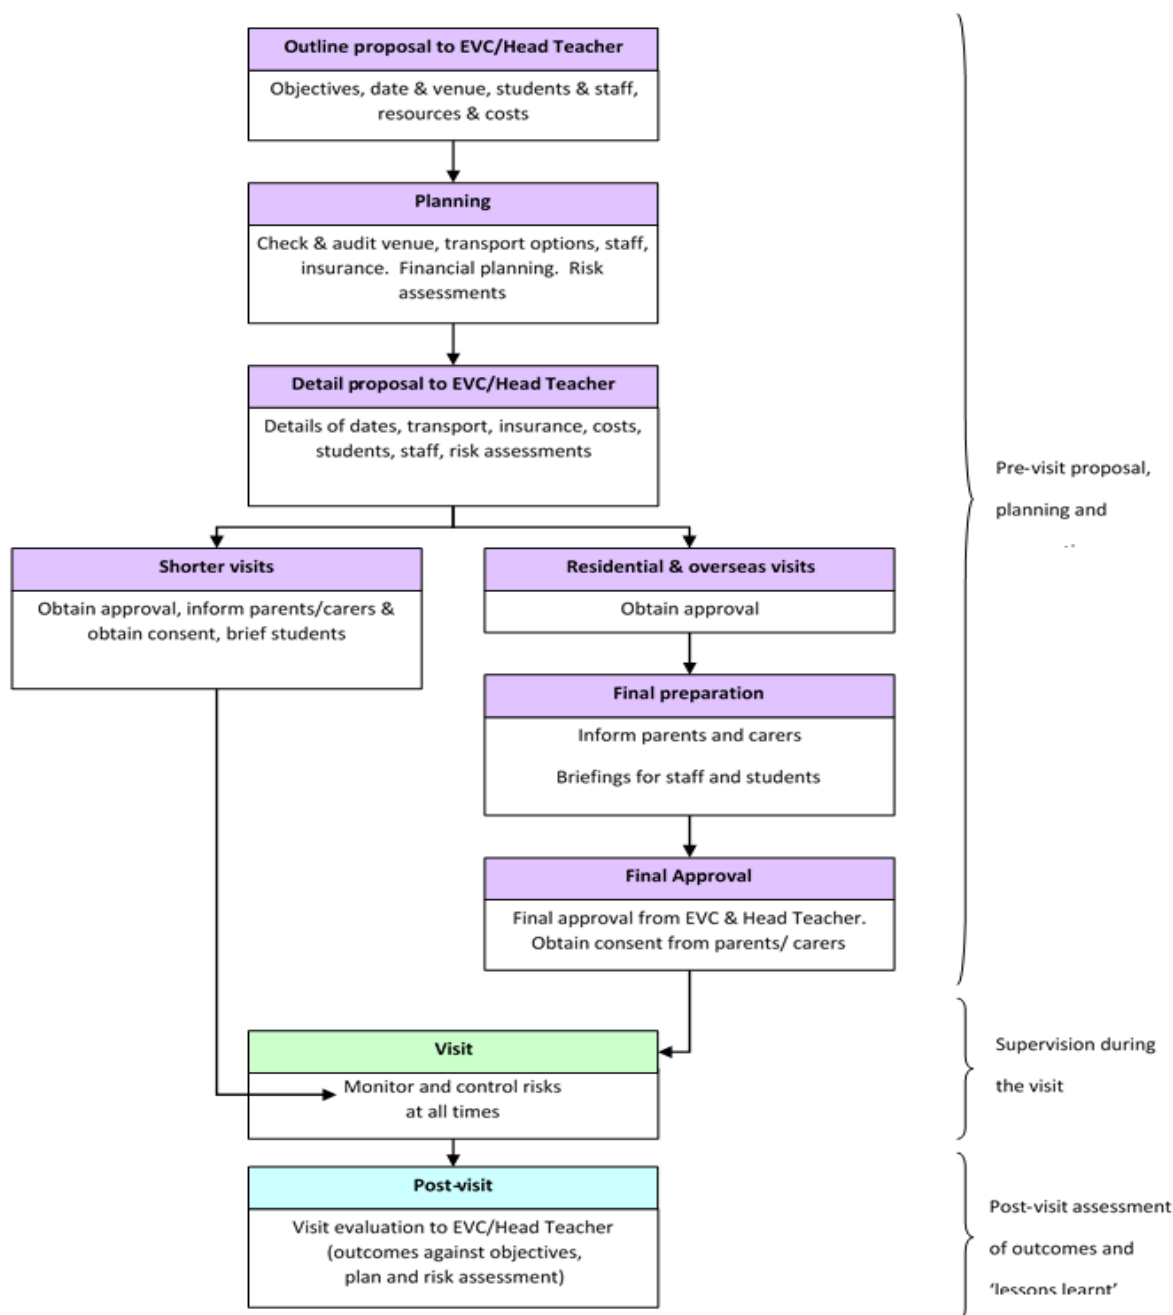 Outline proposal to EVC/Head Teacher
Objectives, date & venue, students & staff,
resources & costs
Planning
Check & audit venue, transport options, staff,
insurance.  Financial planning.  Risk
assessments
Detail proposal to EVC/Head Teacher
Details of dates, transport, insurance, costs,
students, staff, risk assessments
Pre-visit proposal,
planning and
Shorter visits
Obtain approval, inform parents/carers &
obtain consent, brief students
Residential & overseas visits
Obtain approval
Final preparation
Inform parents and carers
Briefings for staff and students
Final Approval
Final approval from EVC & Head Teacher.
Obtain consent from parents/ carers
Visit
Monitor and control risks
at all times
Supervision during
the visit
Post-visit
Visit evaluation to EVC/Head Teacher
(outcomes against objectives,
plan and risk assessment)
Post-visit assessment
of outcomes and
'lessons learnt'